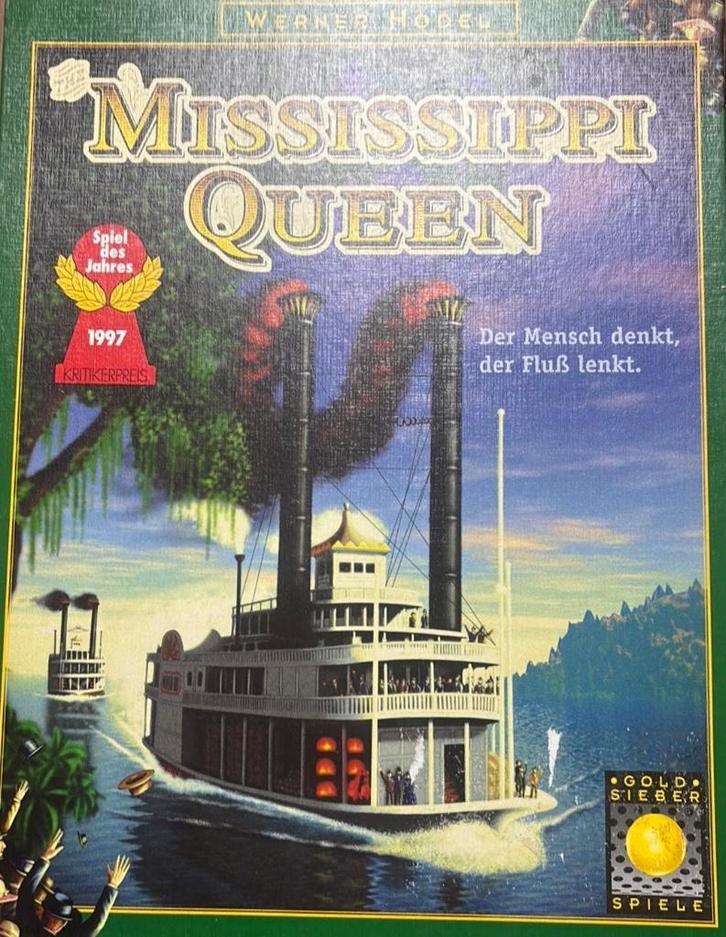 WERNER HODEL
MISSISSIPPI
QUEEN
Spiel
des
Jahres
1997
KRITIKERPREIS
Der Mensch denkt,
der Fluß lenkt.
GOLD
SIEBER
SPIELE